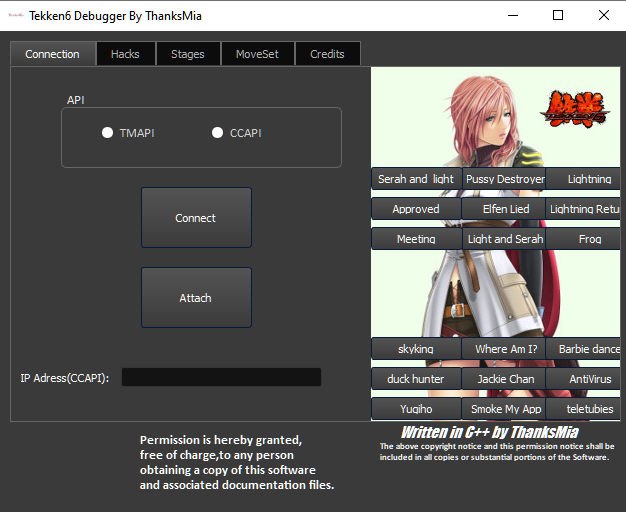 Tekken6 Debugger By ThanksMia
Connection Hacks Stages MoveSet Credits
API
TMAPI CCAPI
Connect
Attach
IP Adress(CCAPI):
Serah and light Pussy Destroyer Lightning
Approved Elfen Lied Lightning Retu
Meeting Light and Serah Frog
skyking Where Am I? Barbie dance
duck hunter Jackie Chan AntiVirus
Yugiho Smoke My App teletubies
Written in C++ by ThanksMia
The above copyright notice and this permission notice shall be
included in all copies or substantial portions of the Software.
Permission is hereby granted,
free of charge,to any person
obtaining a copy of this software
and associated documentation files.